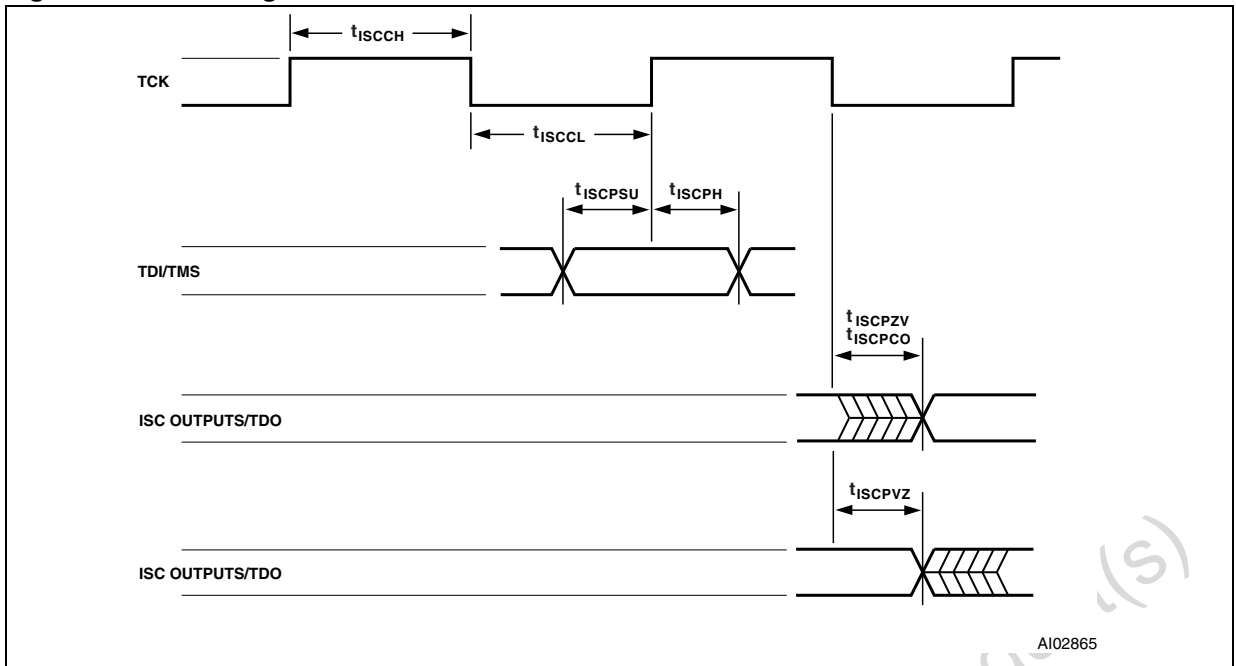 tISCCH
TCK
tISCCL
tISCPSU tISCPH
TDI/TMS
tISCPZV
tISCPCO
ISC OUTPUTS/TDO
tISCPVZ
ISC OUTPUTS/TDO
AI02865